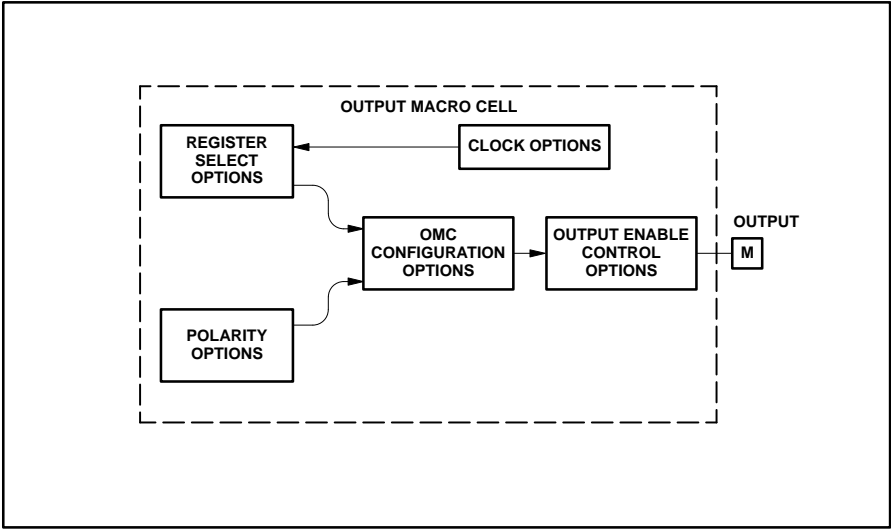 OUTPUT MACRO CELL
REGISTER
SELECT
OPTIONS
CLOCK OPTIONS
OMC
CONFIGURATION
OPTIONS
OUTPUT ENABLE
CONTROL
OPTIONS
OUTPUT
M
POLARITY
OPTIONS